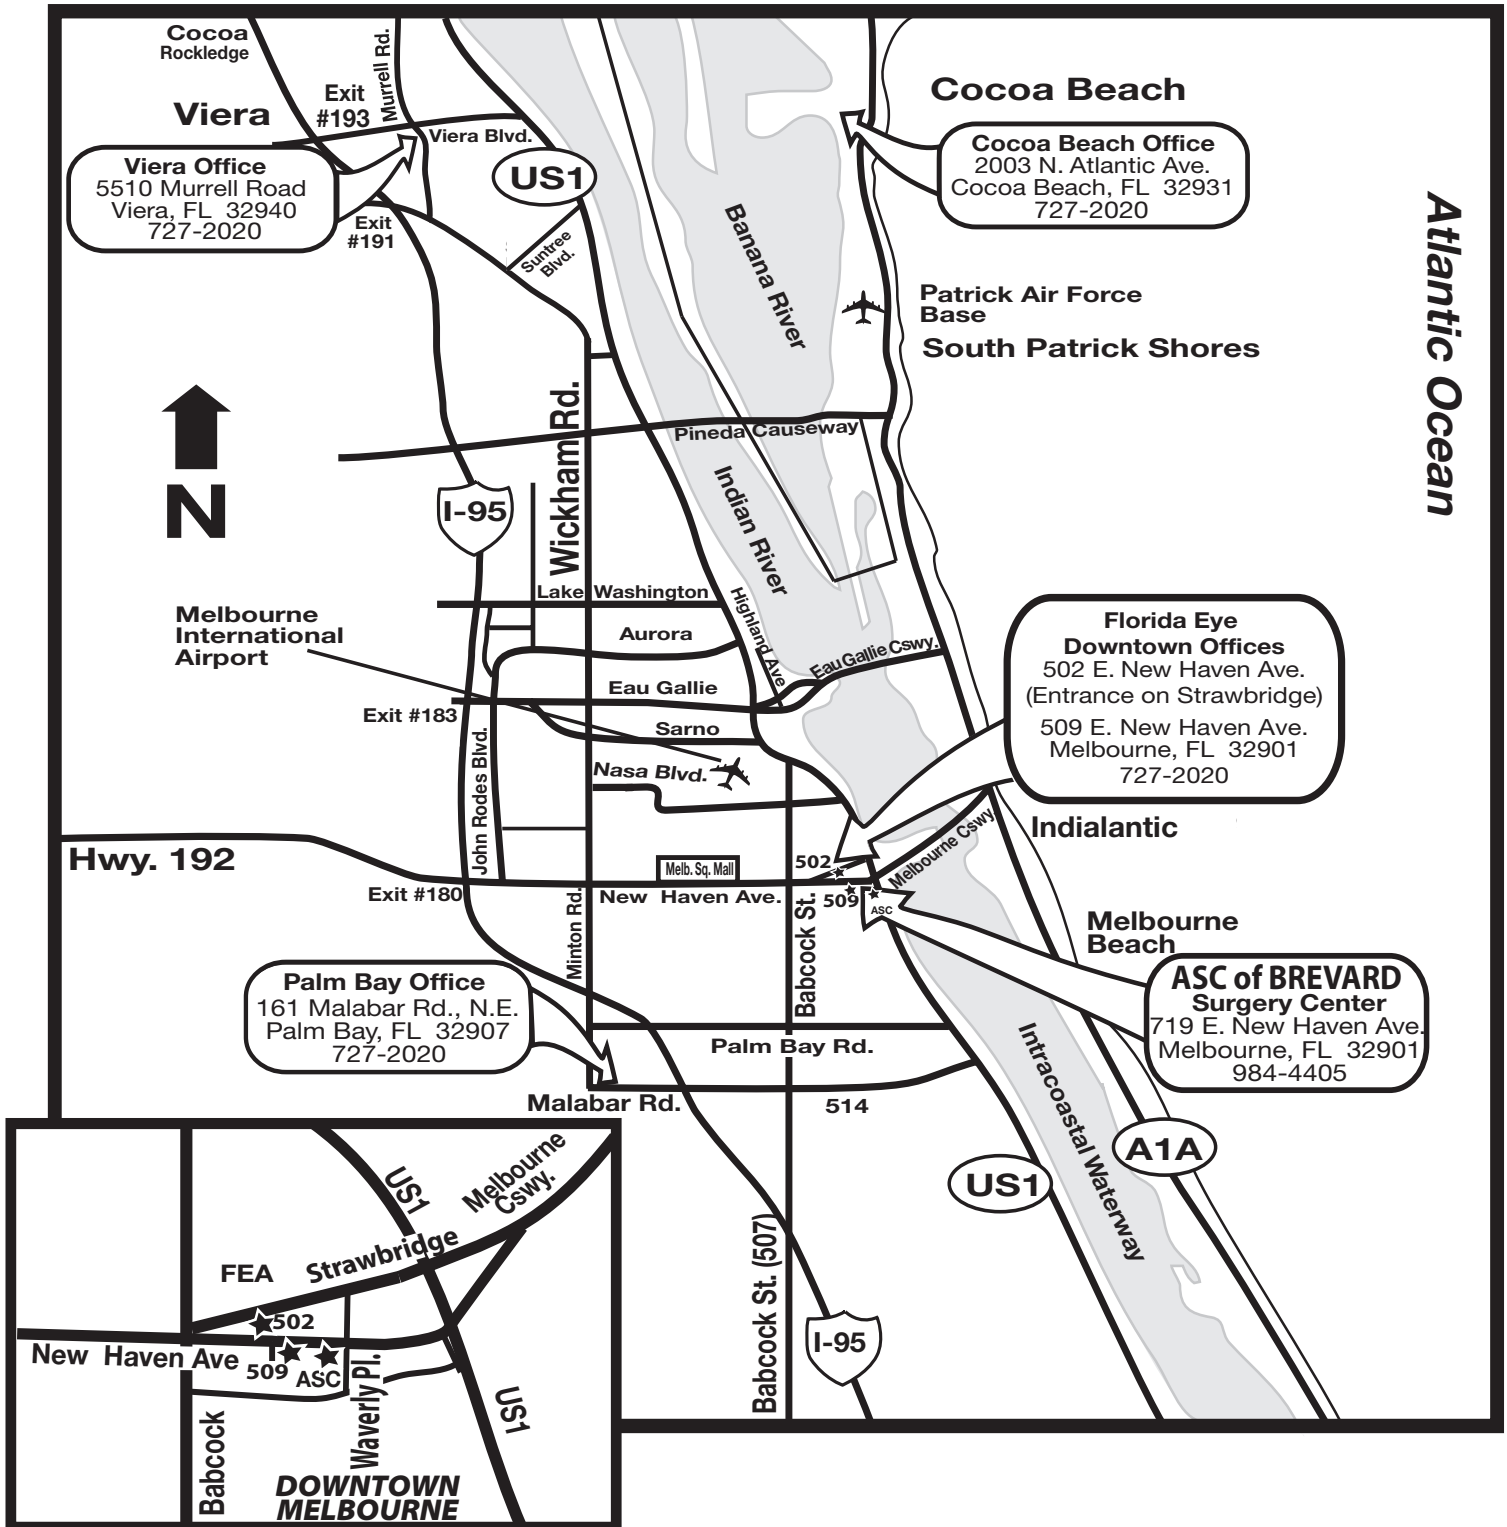 Cocoa
Rockledge
Murrell Rd.
Exit
#193
Viera
Viera Blvd.
Viera Office
5510 Murrell Road
Viera, FL 32940
727-2020
Exit
#191
US1
Suntree
Blvd.
Cocoa Beach
Cocoa Beach Office
2003 N. Atlantic Ave.
Cocoa Beach, FL 32931
727-2020
Banana River
Atlantic Ocean
Patrick Air Force
Base
South Patrick Shores
N
Wickham Rd.
Pineda Causeway
I-95
Indian River
Lake Washington
Highland Ave
Aurora
Melbourne
International
Airport
Eau Gallie Cswy.
Eau Gallie
Exit #183
Sarno
Nasa Blvd.
John Rodes Blvd.
Florida Eye
Downtown Offices
502 E. New Haven Ave.
(Entrance on Strawbridge)
509 E. New Haven Ave.
Melbourne, FL 32901
727-2020
Indialantic
Melbourne Cswy
Hwy. 192
Melb. Sq. Mall
502
Exit #180
New Haven Ave.
509
ASC
Minton Rd.
Babcock St.
Melbourne
Beach
ASC of BREVARD
Surgery Center
719 E. New Haven Ave.
Melbourne, FL 32901
984-4405
Palm Bay Office
161 Malabar Rd., N.E.
Palm Bay, FL 32907
727-2020
Palm Bay Rd.
Malabar Rd.
514
Intracoastal Waterway
A1A
US1
Babcock St. (507)
I-95
US1
Melbourne
Cswy.
FEA
Strawbridge
502
New Haven Ave
509
ASC
Waverly Pl.
US1
Babcock
DOWNTOWN
MELBOURNE